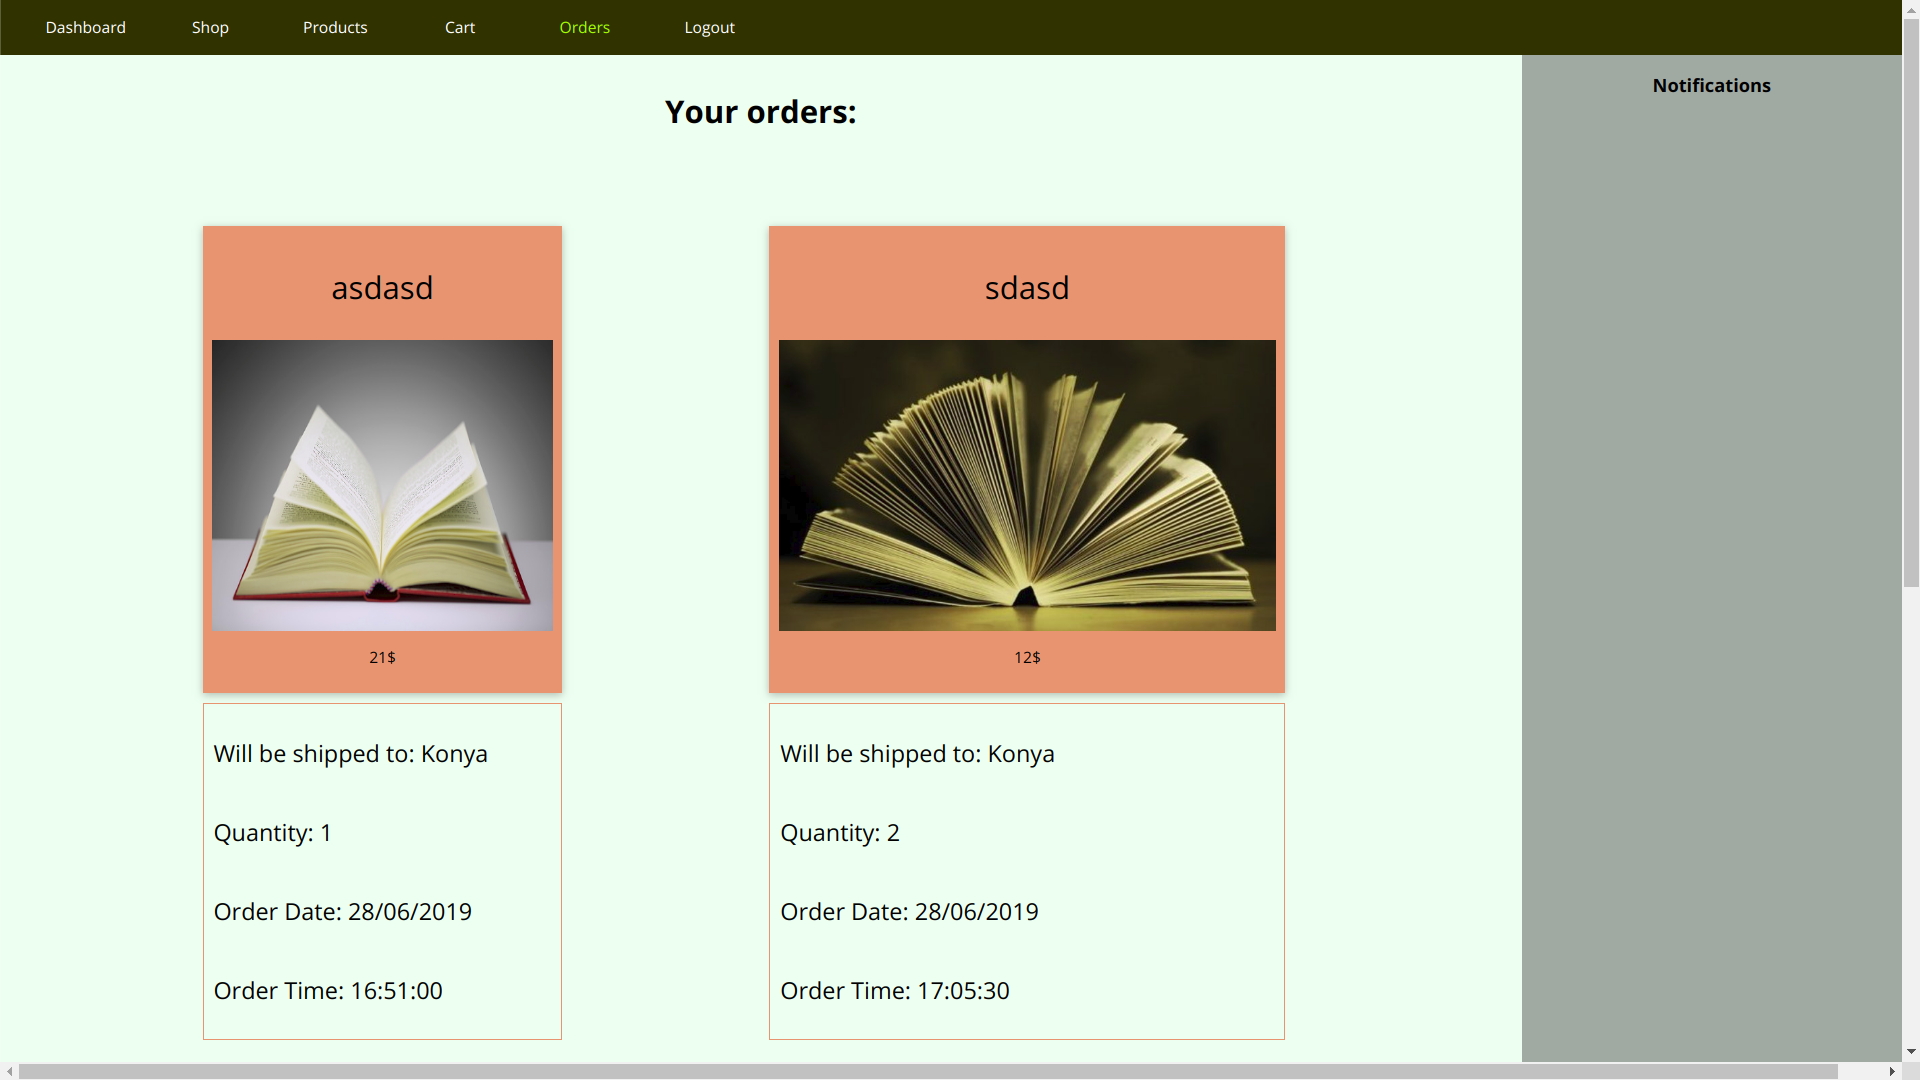 Dashboard Shop Products Cart Orders Logout
Notifications
Your orders:
asdasd
21$
Will be shipped to: Konya
Quantity: 1
Order Date: 28/06/2019
Order Time: 16:51:00
sdasd
12$
Will be shipped to: Konya
Quantity: 2
Order Date: 28/06/2019
Order Time: 17:05:30